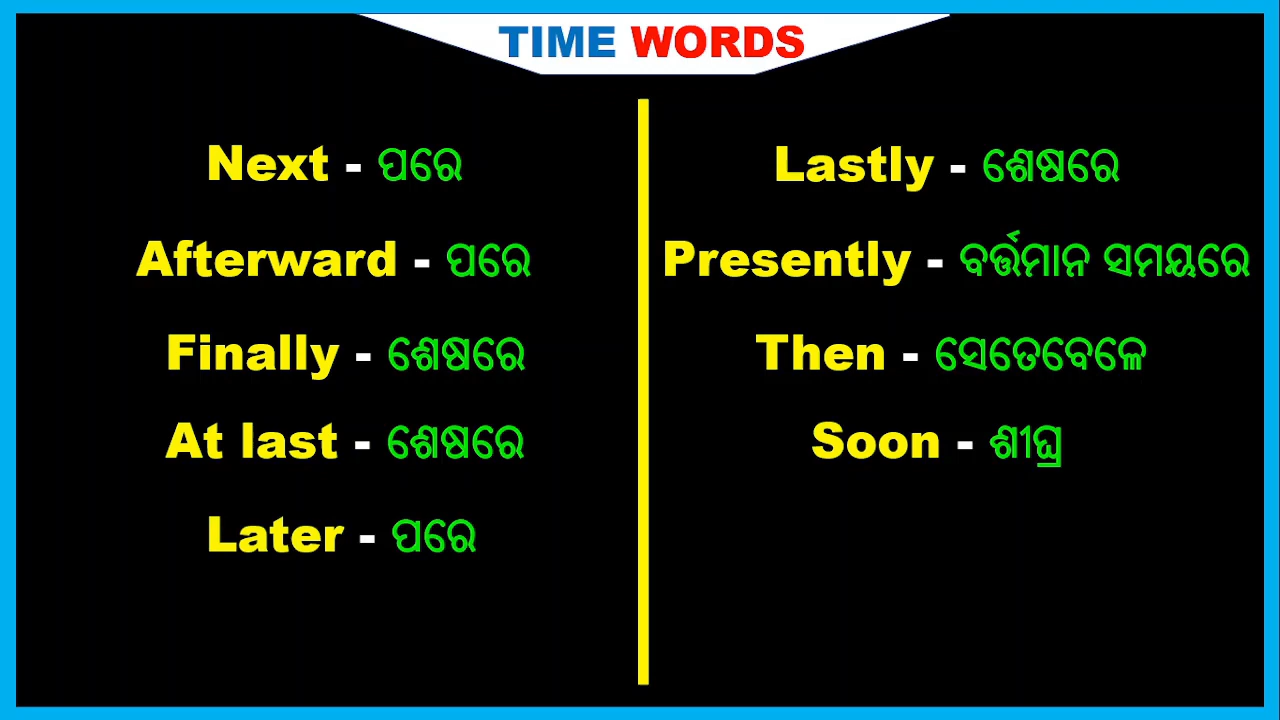 TIME WORDS
Next - ପରେ
Afterward - ପରେ
Finally - ଶେଷରେ
At last - ଶେଷରେ
Later - ପରେ
Lastly - ଶେଷରେ
Presently - ବର୍ତ୍ତମାନ ସମୟରେ
Then - ସେତେବେଳେ
Soon - ଶୀଘ୍ର